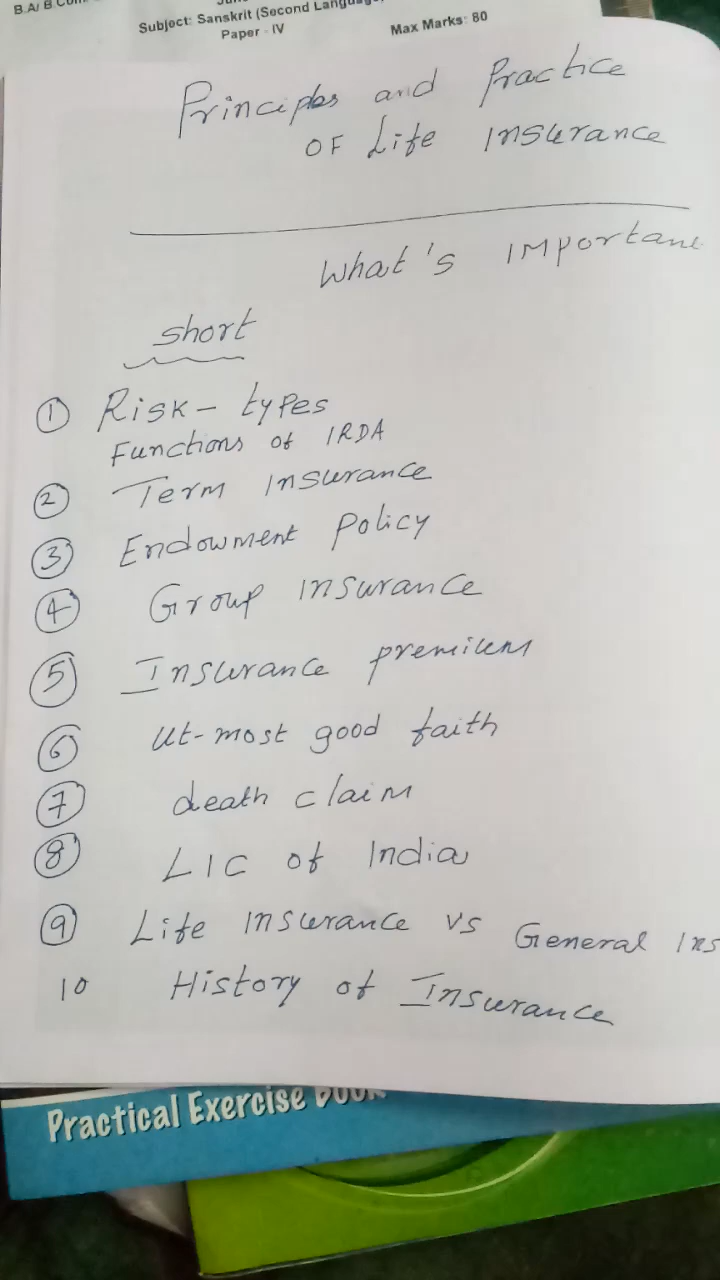 B.A/ B.Com
Subject: Sanskrit (Second Language
Paper - IV
Max Marks: 80
Principles and Practice
OF Life Insurance
What's Important
Short
① Risk - types
Functions of IRDA
② Term Insurance
③ Endowment Policy
④ Group insurance
⑤ Insurance premium
⑥ Ut-most good faith
⑦ death claim
⑧ LIC of India
⑨ Life Insurance vs General Ins
10 History of Insurance
Practical Exercise Book